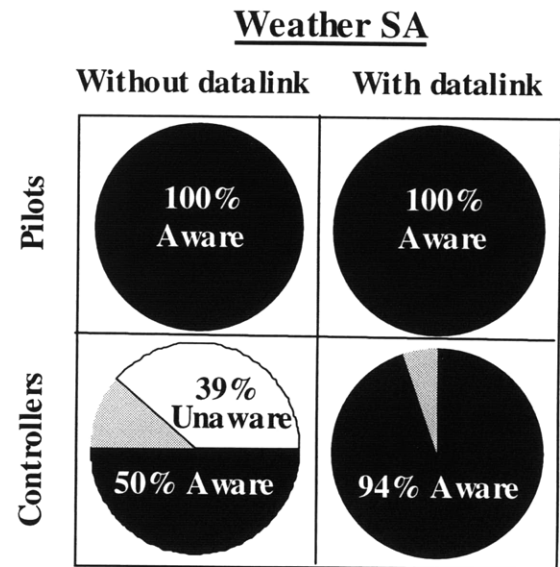 Weather SA
Without datalink
With datalink
Pilots
100%
Aware
100%
Aware
Controllers
39%
Unaware
50% Aware
94% Aware